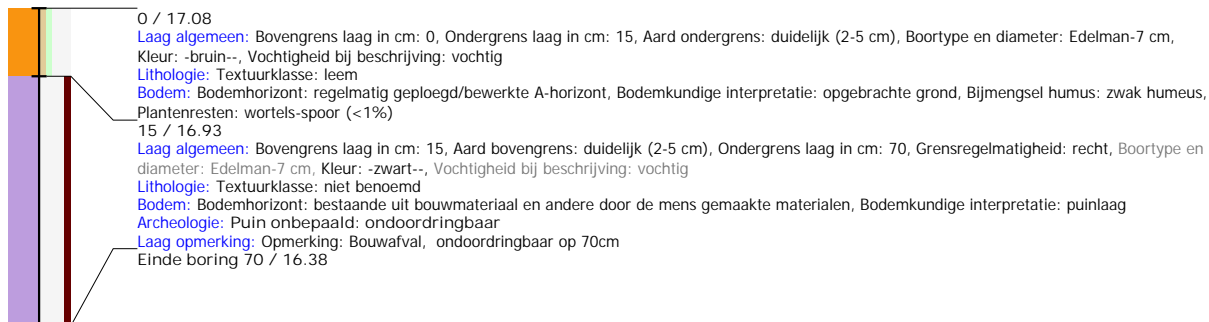 0 / 17.08
Laag algemeen: Bovengrens laag in cm: 0, Ondergrens laag in cm: 15, Aard ondergrens: duidelijk (2-5 cm), Boortype en diameter: Edelman-7 cm,
Kleur: -bruin--, Vochtigheid bij beschrijving: vochtig
Lithologie: Textuurklasse: leem
Bodem: Bodemhorizont: regelmatig geploegd/bewerkte A-horizont, Bodemkundige interpretatie: opgebrachte grond, Bijmengsel humus: zwak humeus,
Plantenresten: wortels-spoor (<1%)
15 / 16.93
Laag algemeen: Bovengrens laag in cm: 15, Aard bovengrens: duidelijk (2-5 cm), Ondergrens laag in cm: 70, Grensregelmatigheid: recht, Boortype en
diameter: Edelman-7 cm, Kleur: -zwart--, Vochtigheid bij beschrijving: vochtig
Lithologie: Textuurklasse: niet benoemd
Bodem: Bodemhorizont: bestaande uit bouwmateriaal en andere door de mens gemaakte materialen, Bodemkundige interpretatie: puinlaag
Archeologie: Puin onbepaald: ondoordringbaar
Laag opmerking: Opmerking: Bouwafval, ondoordringbaar op 70cm
Einde boring 70 / 16.38